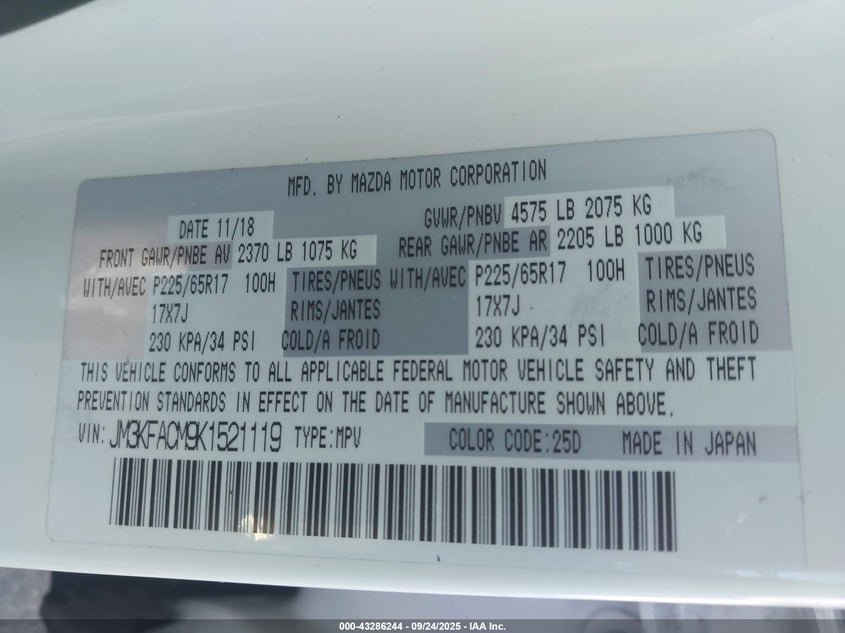 MFD. BY MAZDA MOTOR CORPORATION
DATE 11/18 GVWR/PNBV 4575 LB 2075 KG
FRONT GAWR/PNBE AV 2370 LB 1075 KG REAR GAWR/PNBE AR 2205 LB 1000 KG
WITH/AVEC P225/65R17 100H TIRES/PNEUS WITH/AVEC P225/65R17 100H TIRES/PNEUS
17X7J RIMS/JANTES 17X7J RIMS/JANTES
230 KPA/34 PSI COLD/A FROID 230 KPA/34 PSI COLD/A FROID
THIS VEHICLE CONFORMS TO ALL APPLICABLE FEDERAL MOTOR VEHICLE SAFETY AND THEFT
PREVENTION STANDARDS IN EFFECT ON THE DATE OF MANUFACTURE SHOWN ABOVE.
VIN: JM3KFACM9K1521119 TYPE:MPV COLOR CODE:25D MADE IN JAPAN
000-43286244 - 09/24/2025 - IAA Inc.